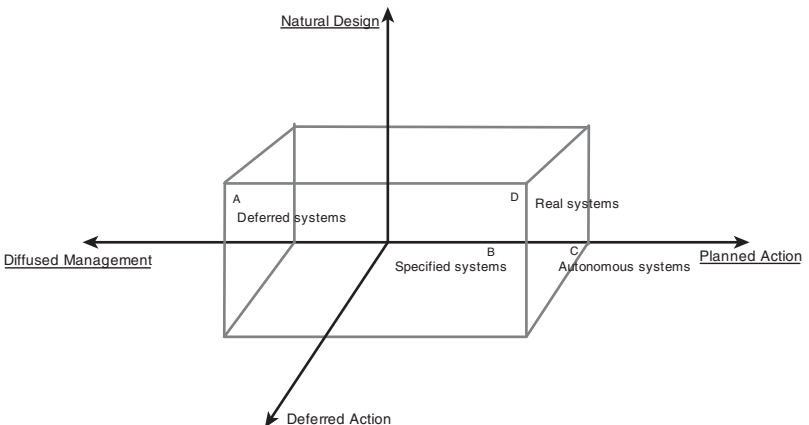 Natural Design
A
D
Real systems
Deferred systems
B
C
Diffused Management
Specified systems
Autonomous systems
Planned Action
Deferred Action